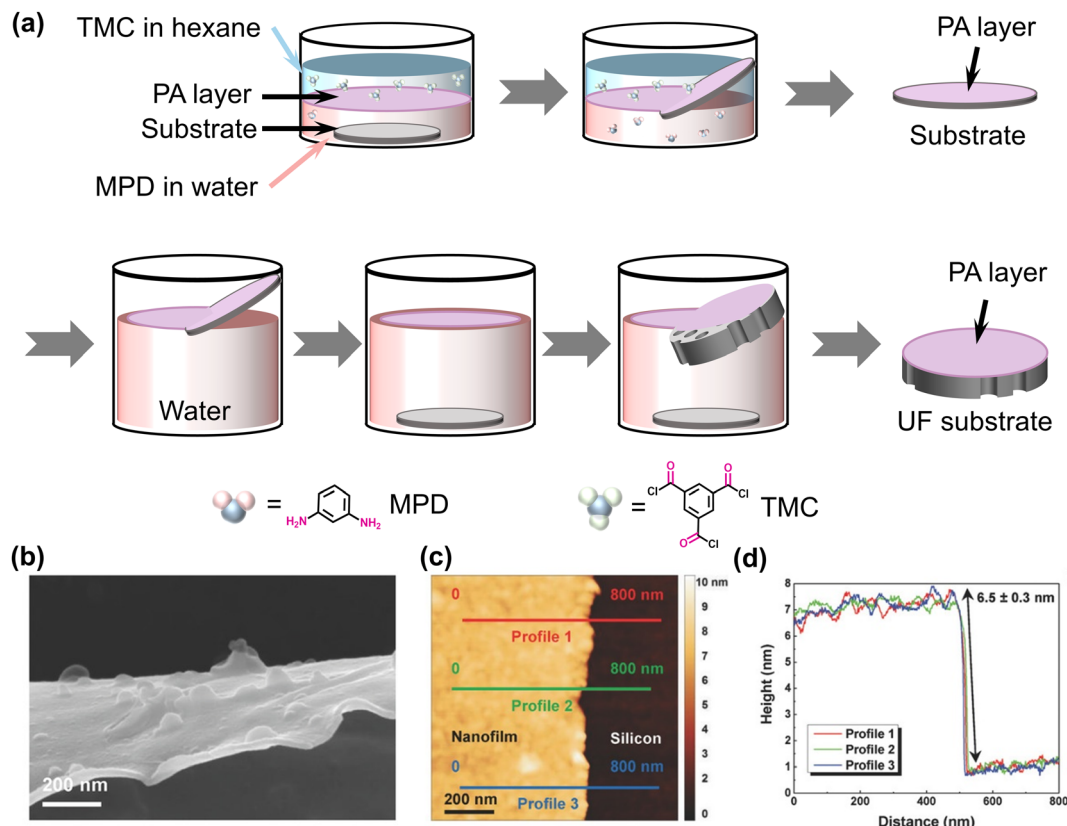 (a)
TMC in hexane
PA layer
Substrate
MPD in water
PA layer
Substrate
Water
PA layer
UF substrate
= H₂N NH₂ MPD
= O Cl O Cl O Cl TMC
(b)
200 nm
(c)
0 800 nm
Profile 1
0 800 nm
Profile 2
Nanofilm Silicon
0 800 nm
200 nm Profile 3
10 nm
9
8
7
6
5
4
3
2
1
0
(d)
Height (nm)
8
7
6
5
4
3
2
1
0
6.5 ± 0.3 nm
Profile 1
Profile 2
Profile 3
0 200 400 600 800
Distance (nm)